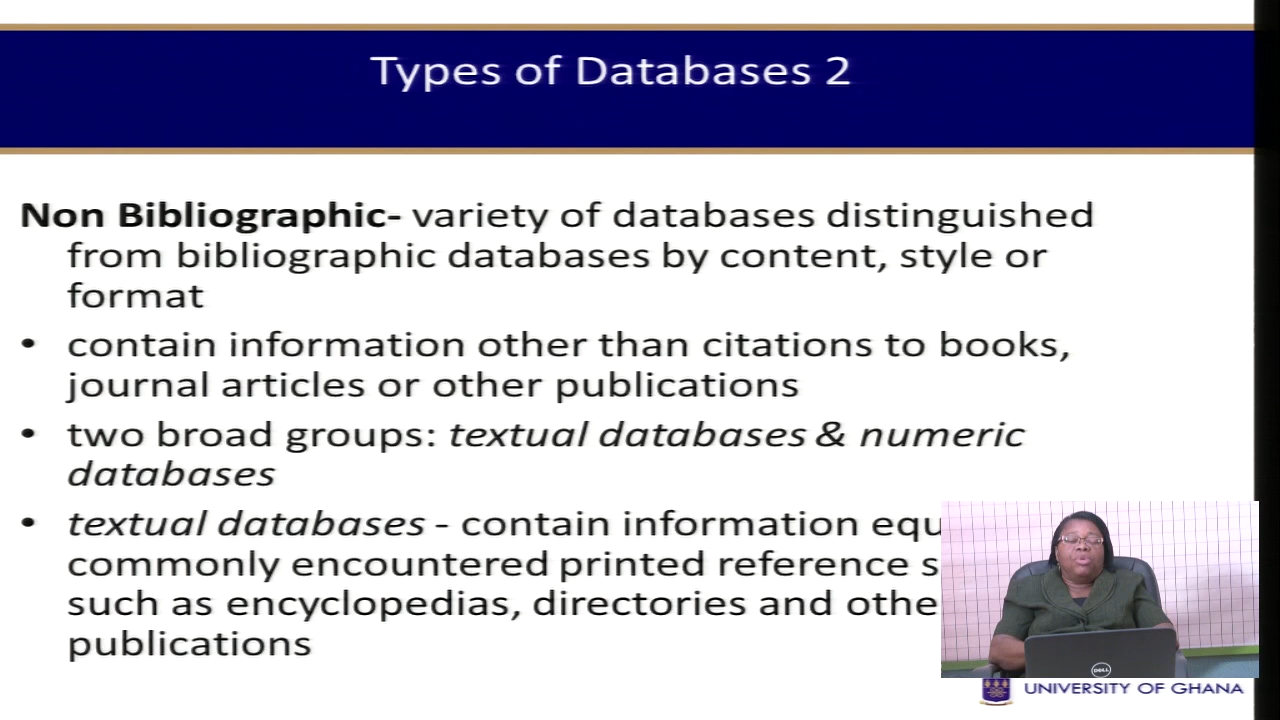 Types of Databases 2
Non Bibliographic- variety of databases distinguished
from bibliographic databases by content, style or
format
• contain information other than citations to books,
journal articles or other publications
• two broad groups: textual databases & numeric
databases
• textual databases - contain information
commonly encountered printed reference
such as encyclopedias, directories and
publications
DELL
UNIVERSITY OF GHANA